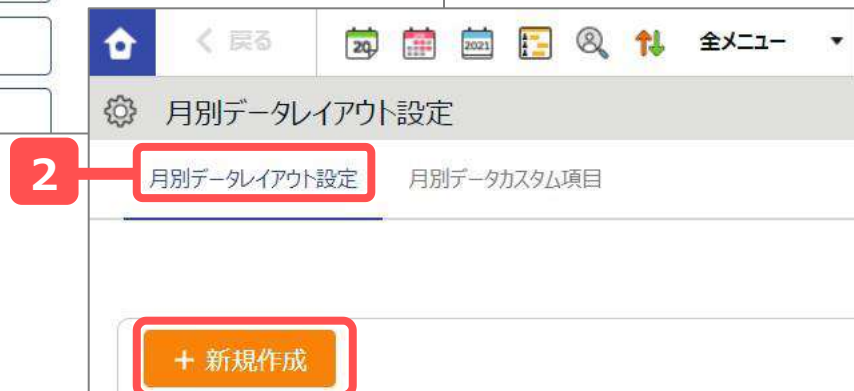 戻る 20 2021 全メニュー
月別データレイアウト設定
2 月別データレイアウト設定 月別データカスタム項目
+ 新規作成